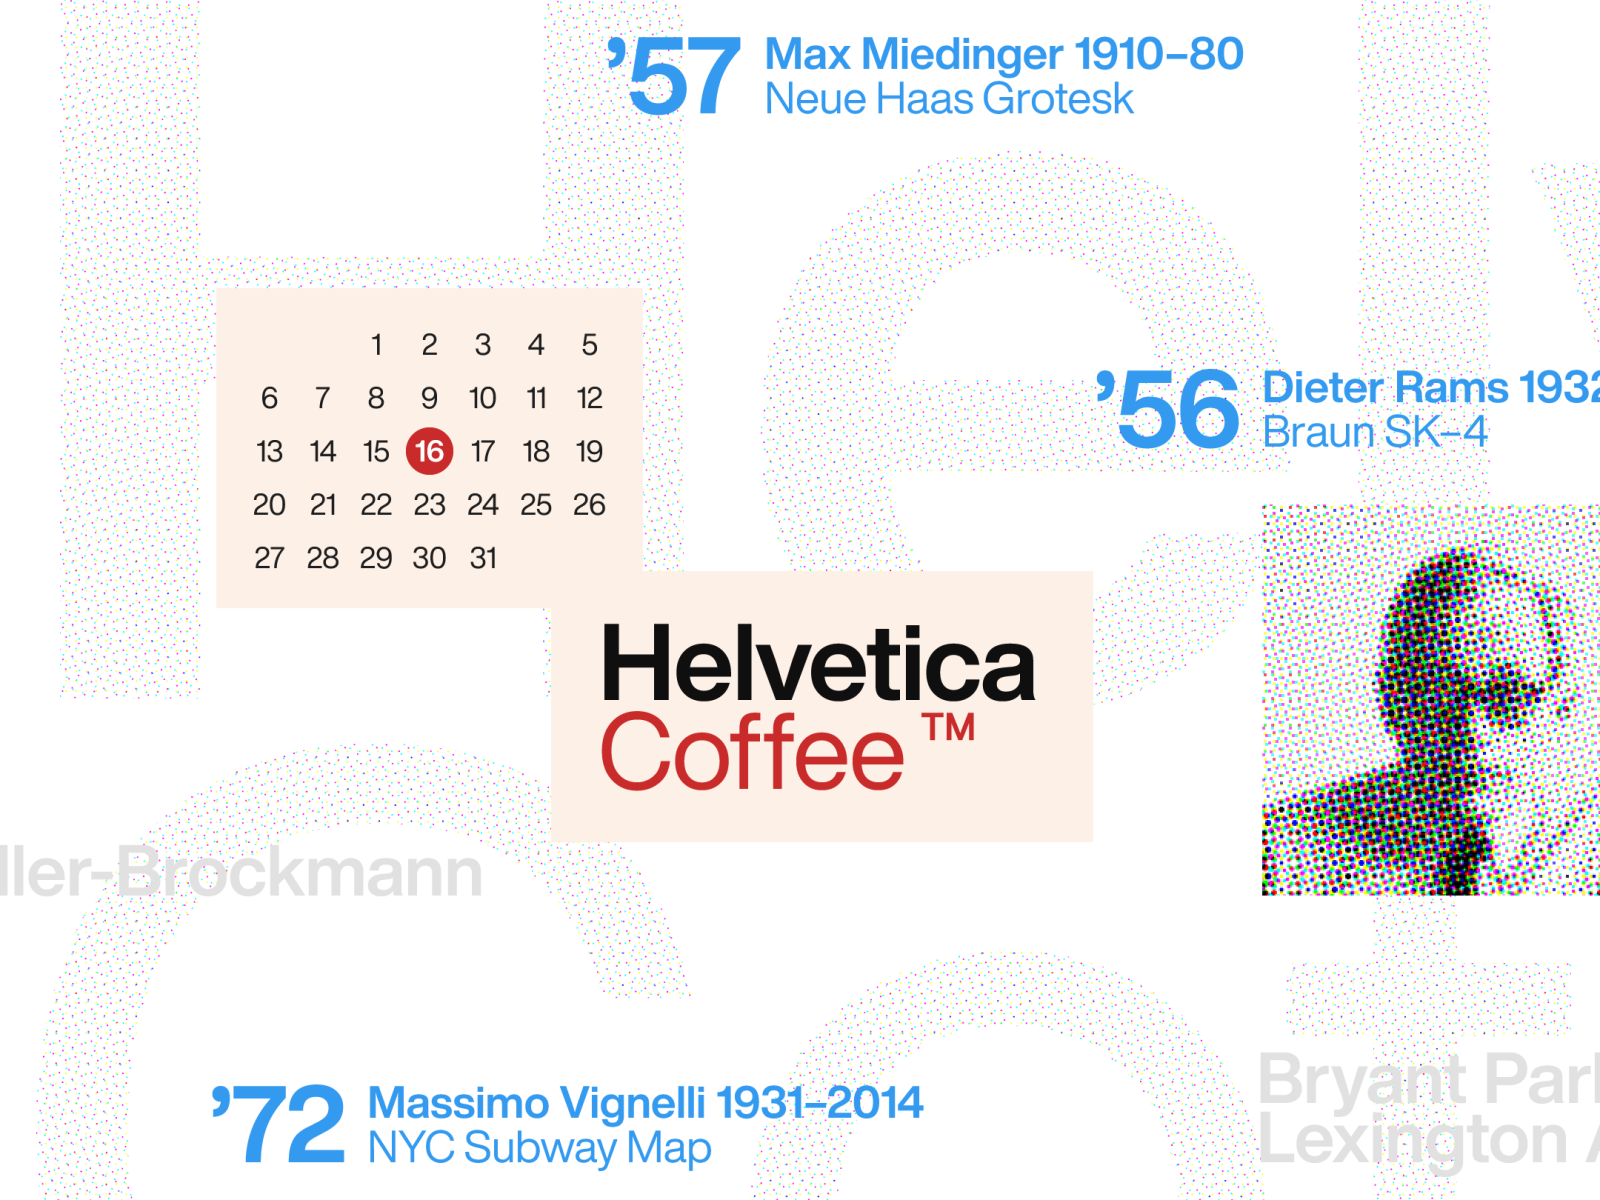 ’57 Max Miedinger 1910–80
Neue Haas Grotesk
1 2 3 4 5
6 7 8 9 10 11 12
13 14 15 16 17 18 19
20 21 22 23 24 25 26
27 28 29 30 31
’56 Dieter Rams 1932
Braun SK–4
Helvetica
Coffee™
ller-Brockmann
’72 Massimo Vignelli 1931–2014
NYC Subway Map
Bryant Park
Lexington A